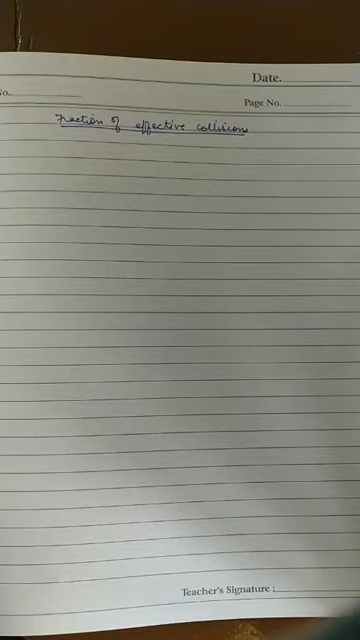 Date.
No.
Page No.
Fraction of effective collisions
Teacher's Signature :